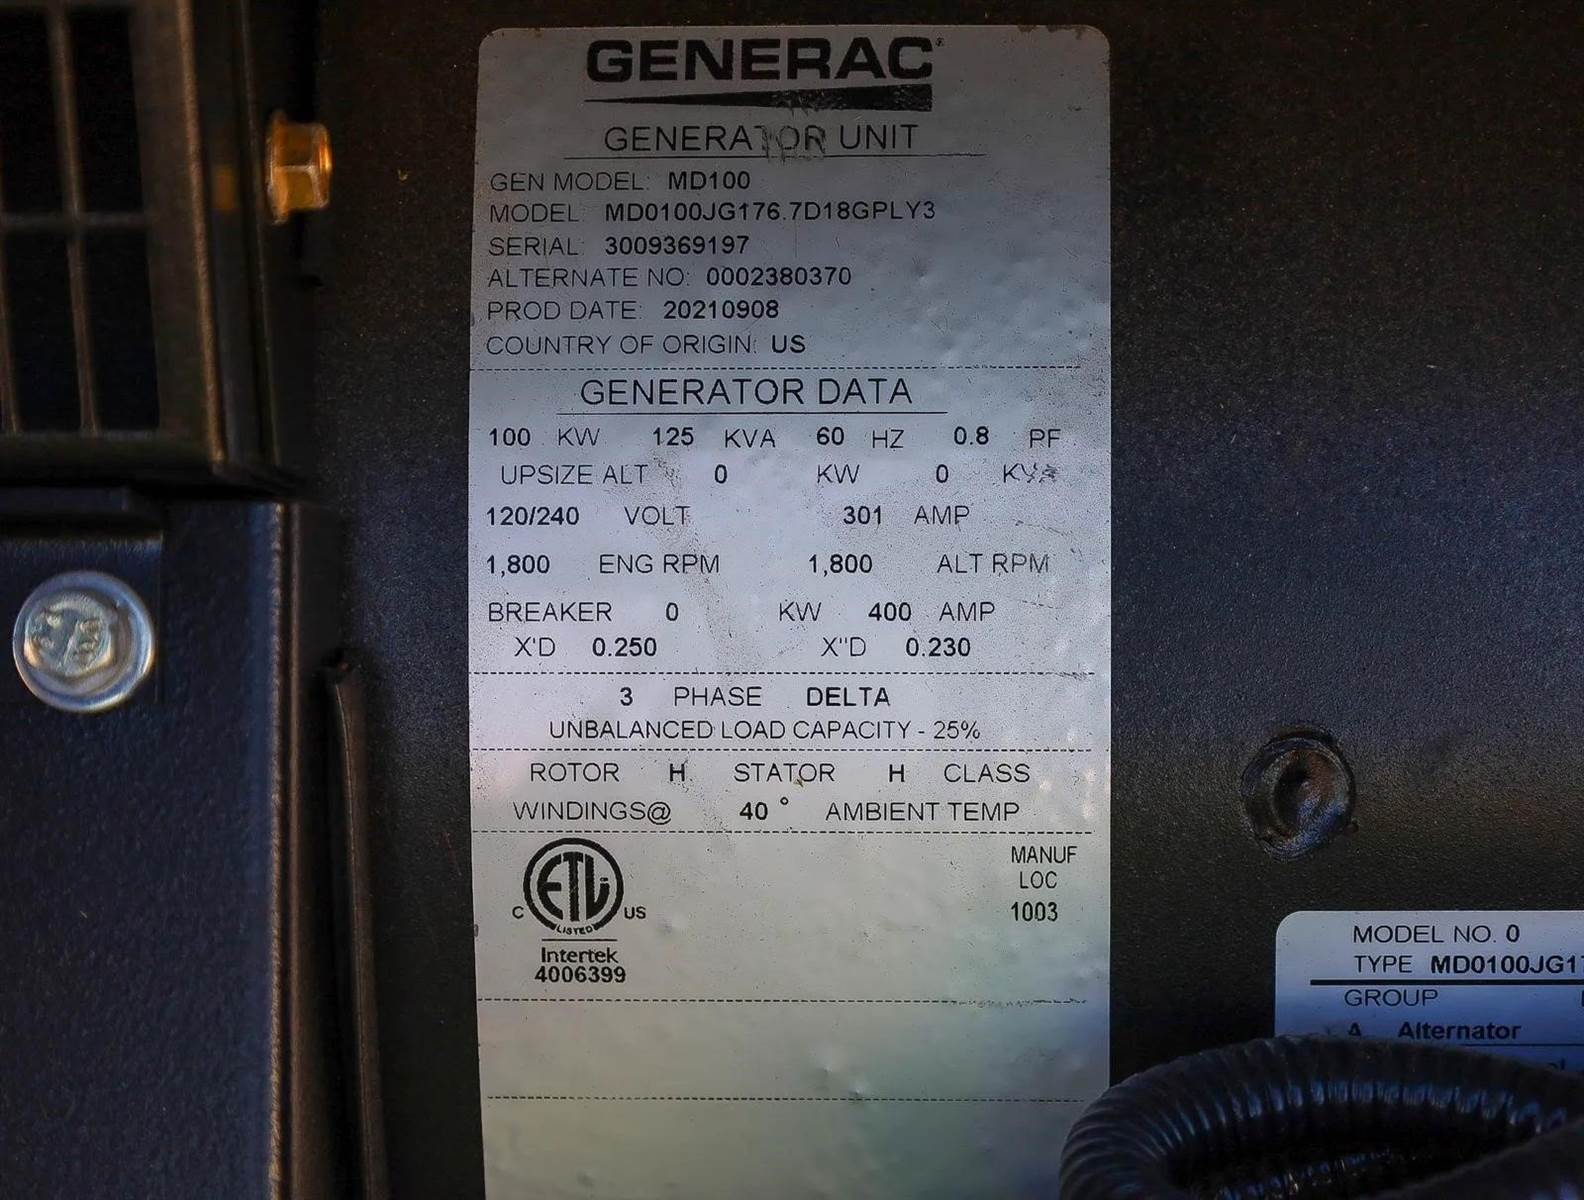 GENERAC
GENERATOR UNIT
GEN MODEL: MD100
MODEL: MD0100JG176.7D18GPLY3
SERIAL: 3009369197
ALTERNATE NO: 0002380370
PROD DATE: 20210908
COUNTRY OF ORIGIN: US
GENERATOR DATA
100 KW 125 KVA 60 HZ 0.8 PF
UPSIZE ALT 0 KW 0 KVA
120/240 VOLT 301 AMP
1,800 ENG RPM 1,800 ALT RPM
BREAKER 0 KW 400 AMP
X'D 0.250 X"D 0.230
3 PHASE DELTA
UNBALANCED LOAD CAPACITY - 25%
ROTOR H STATOR H CLASS
WINDINGS@ 40 ° AMBIENT TEMP
ETL
C US
LISTED
Intertek
4006399
MANUF
LOC
1003
MODEL NO. 0
TYPE MD0100JG17
GROUP
A Alternator